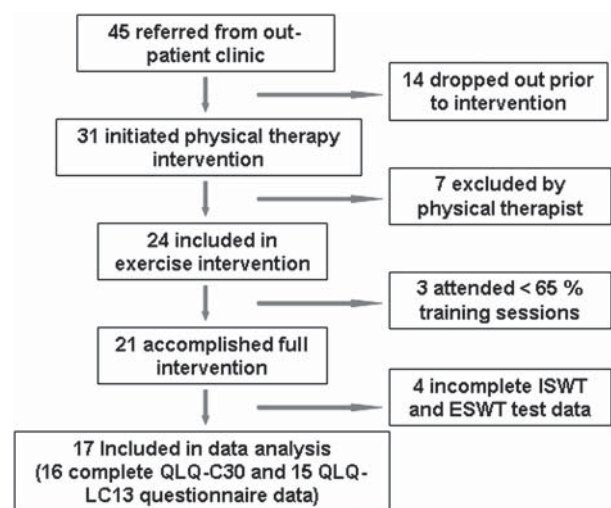 45 referred from out-
patient clinic
14 dropped out prior
to intervention
31 initiated physical therapy
intervention
7 excluded by
physical therapist
24 included in
exercise intervention
3 attended < 65 %
training sessions
21 accomplished full
intervention
4 incomplete ISWT
and ESWT test data
17 Included in data analysis
(16 complete QLQ-C30 and 15 QLQ-
LC13 questionnaire data)